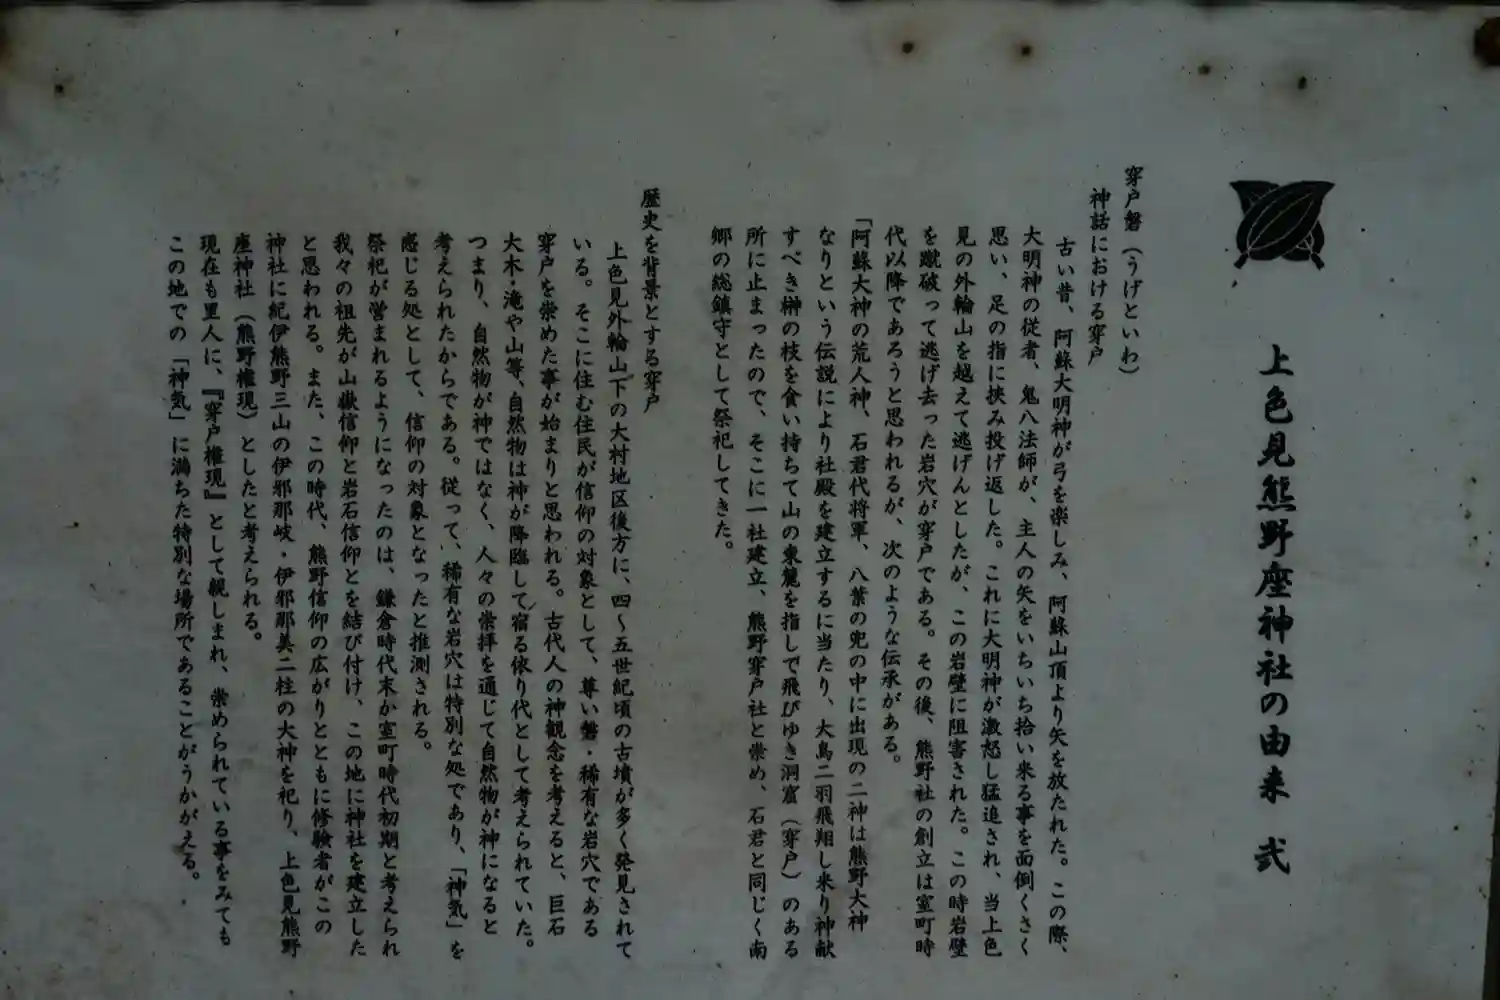 上色見熊野座神社の由来 弐
穿戸磐（うげといわ）
神話における穿戸
古い昔、阿蘇大明神が弓を楽しみ、阿蘇山頂より矢を放たれた。この際、
大明神の従者、鬼八法師が、主人の矢をいちいち拾い来る事を面倒くさく
思い、足の指に挟み投げ返した。これに大明神が激怒し猛追され、当上色
見の外輪山を越えて逃げんとしたが、この岩壁に阻害された。この時岩壁
を蹴破って逃げ去った岩穴が穿戸である。その後、熊野社の創立は室町時
代以降であろうと思われるが、次のような伝承がある。
「阿蘇大神の荒人神、石君代将軍、八葉の兜の中に出現の二神は熊野大神
なりという伝説により社殿を建立するに当たり、大鳥二羽飛翔し来り神献
すべき榊の枝を食い持ちて山の東麓を指しで飛びゆき洞窟（穿戸）のある
所に止まったので、そこに一社建立、熊野穿戸社と崇め、石君と同じく南
郷の総鎮守として祭祀してきた。
歴史を背景とする穿戸
上色見外輪山下の大村地区後方に、四～五世紀頃の古墳が多く発見されて
いる。そこに住む住民が信仰の対象として、尊い磐・稀有な岩穴である
穿戸を崇めた事が始まりと思われる。古代人の神観念を考えると、巨石
大木・滝や山等、自然物は神が降臨して宿る依り代として考えられていた。
つまり、自然物が神ではなく、人々の崇拝を通じて自然物が神になると
考えられたからである。従って、稀有な岩穴は特別な処であり、「神気」を
感じる処として、信仰の対象となったと推測される。
祭祀が営まれるようになったのは、鎌倉時代末か室町時代初期と考えられ
我々の祖先が山嶽信仰と岩石信仰とを結び付け、この地に神社を建立した
と思われる。また、この時代、熊野信仰の広がりとともに修験者がこの
神社に紀伊熊野三山の伊邪那岐・伊邪那美二柱の大神を祀り、上色見熊野
座神社（熊野権現）としたと考えられる。
現在も里人に、『穿戸権現』として親しまれ、崇められている事をみても
この地での「神気」に満ちた特別な場所であることがうかがえる。